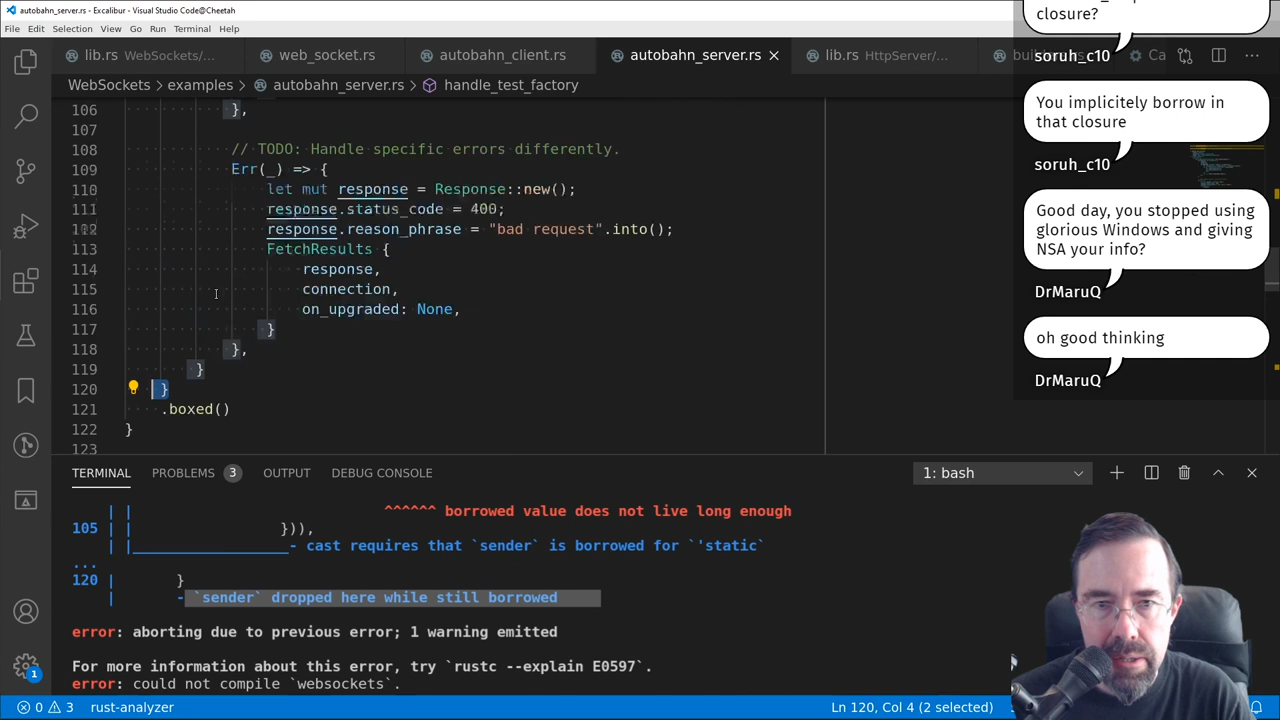 autobahn_server.rs - Excalibur - Visual Studio Code@Cheetah
File Edit Selection View Go Run Terminal Help
lib.rs WebSockets/... web_socket.rs autobahn_client.rs autobahn_server.rs lib.rs HttpServer/... Ca
WebSockets > examples > autobahn_server.rs > handle_test_factory
106 },
107
108 // TODO: Handle specific errors differently.
109 Err(_) => {
110 let mut response = Response::new();
111 response.status_code = 400;
112 response.reason_phrase = "bad request".into();
113 FetchResults {
114 response,
115 connection,
116 on_upgraded: None,
117 }
118 },
119 }
120 }
121 .boxed()
122 }
123
closure?
soruh_c10
You implicitely borrow in
that closure
soruh_c10
Good day, you stopped using
glorious Windows and giving
NSA your info?
DrMaruQ
oh good thinking
DrMaruQ
TERMINAL PROBLEMS 3 OUTPUT DEBUG CONSOLE 1: bash
| | ^^^^^^ borrowed value does not live long enough
105 | | })),
| |_________________- cast requires that `sender` is borrowed for `'static`
...
120 | }
| - `sender` dropped here while still borrowed
error: aborting due to previous error; 1 warning emitted
For more information about this error, try `rustc --explain E0597`.
error: could not compile `websockets`.
1
0 3 rust-analyzer Ln 120, Col 4 (2 selected)